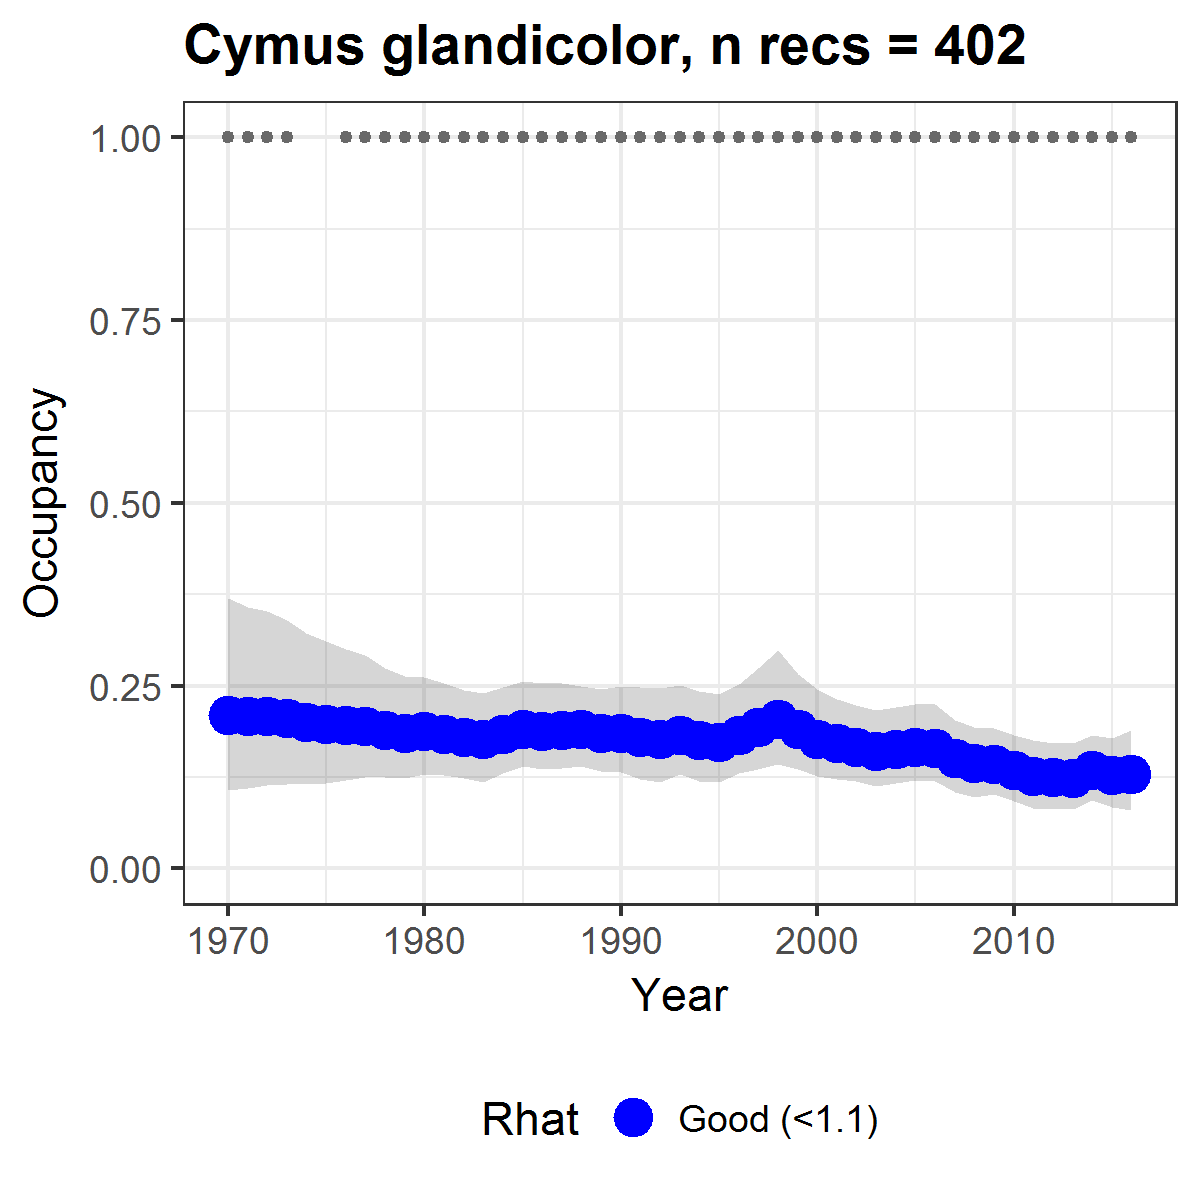 Cymus glandicolor, n recs = 402
1.00
0.75
0.50
0.25
0.00
Occupancy
1970 1980 1990 2000 2010
Year
Rhat Good (<1.1)